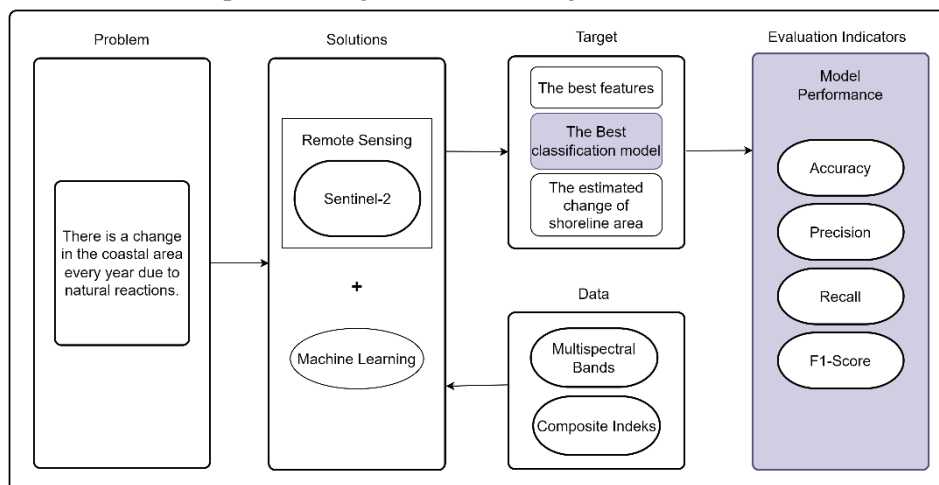 Problem
There is a change
in the coastal area
every year due to
natural reactions.
Solutions
Remote Sensing
Sentinel-2
+
Machine Learning
Target
The best features
The Best
classification model
The estimated
change of
shoreline area
Data
Multispectral
Bands
Composite Indeks
Evaluation Indicators
Model
Performance
Accuracy
Precision
Recall
F1-Score